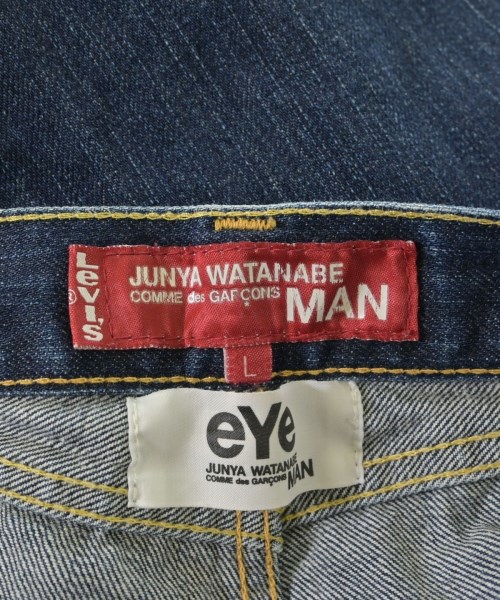 Levi's
®
JUNYA WATANABE
COMME des GARÇONS MAN
L
eYe
JUNYA WATANABE
COMME des GARÇONS MAN